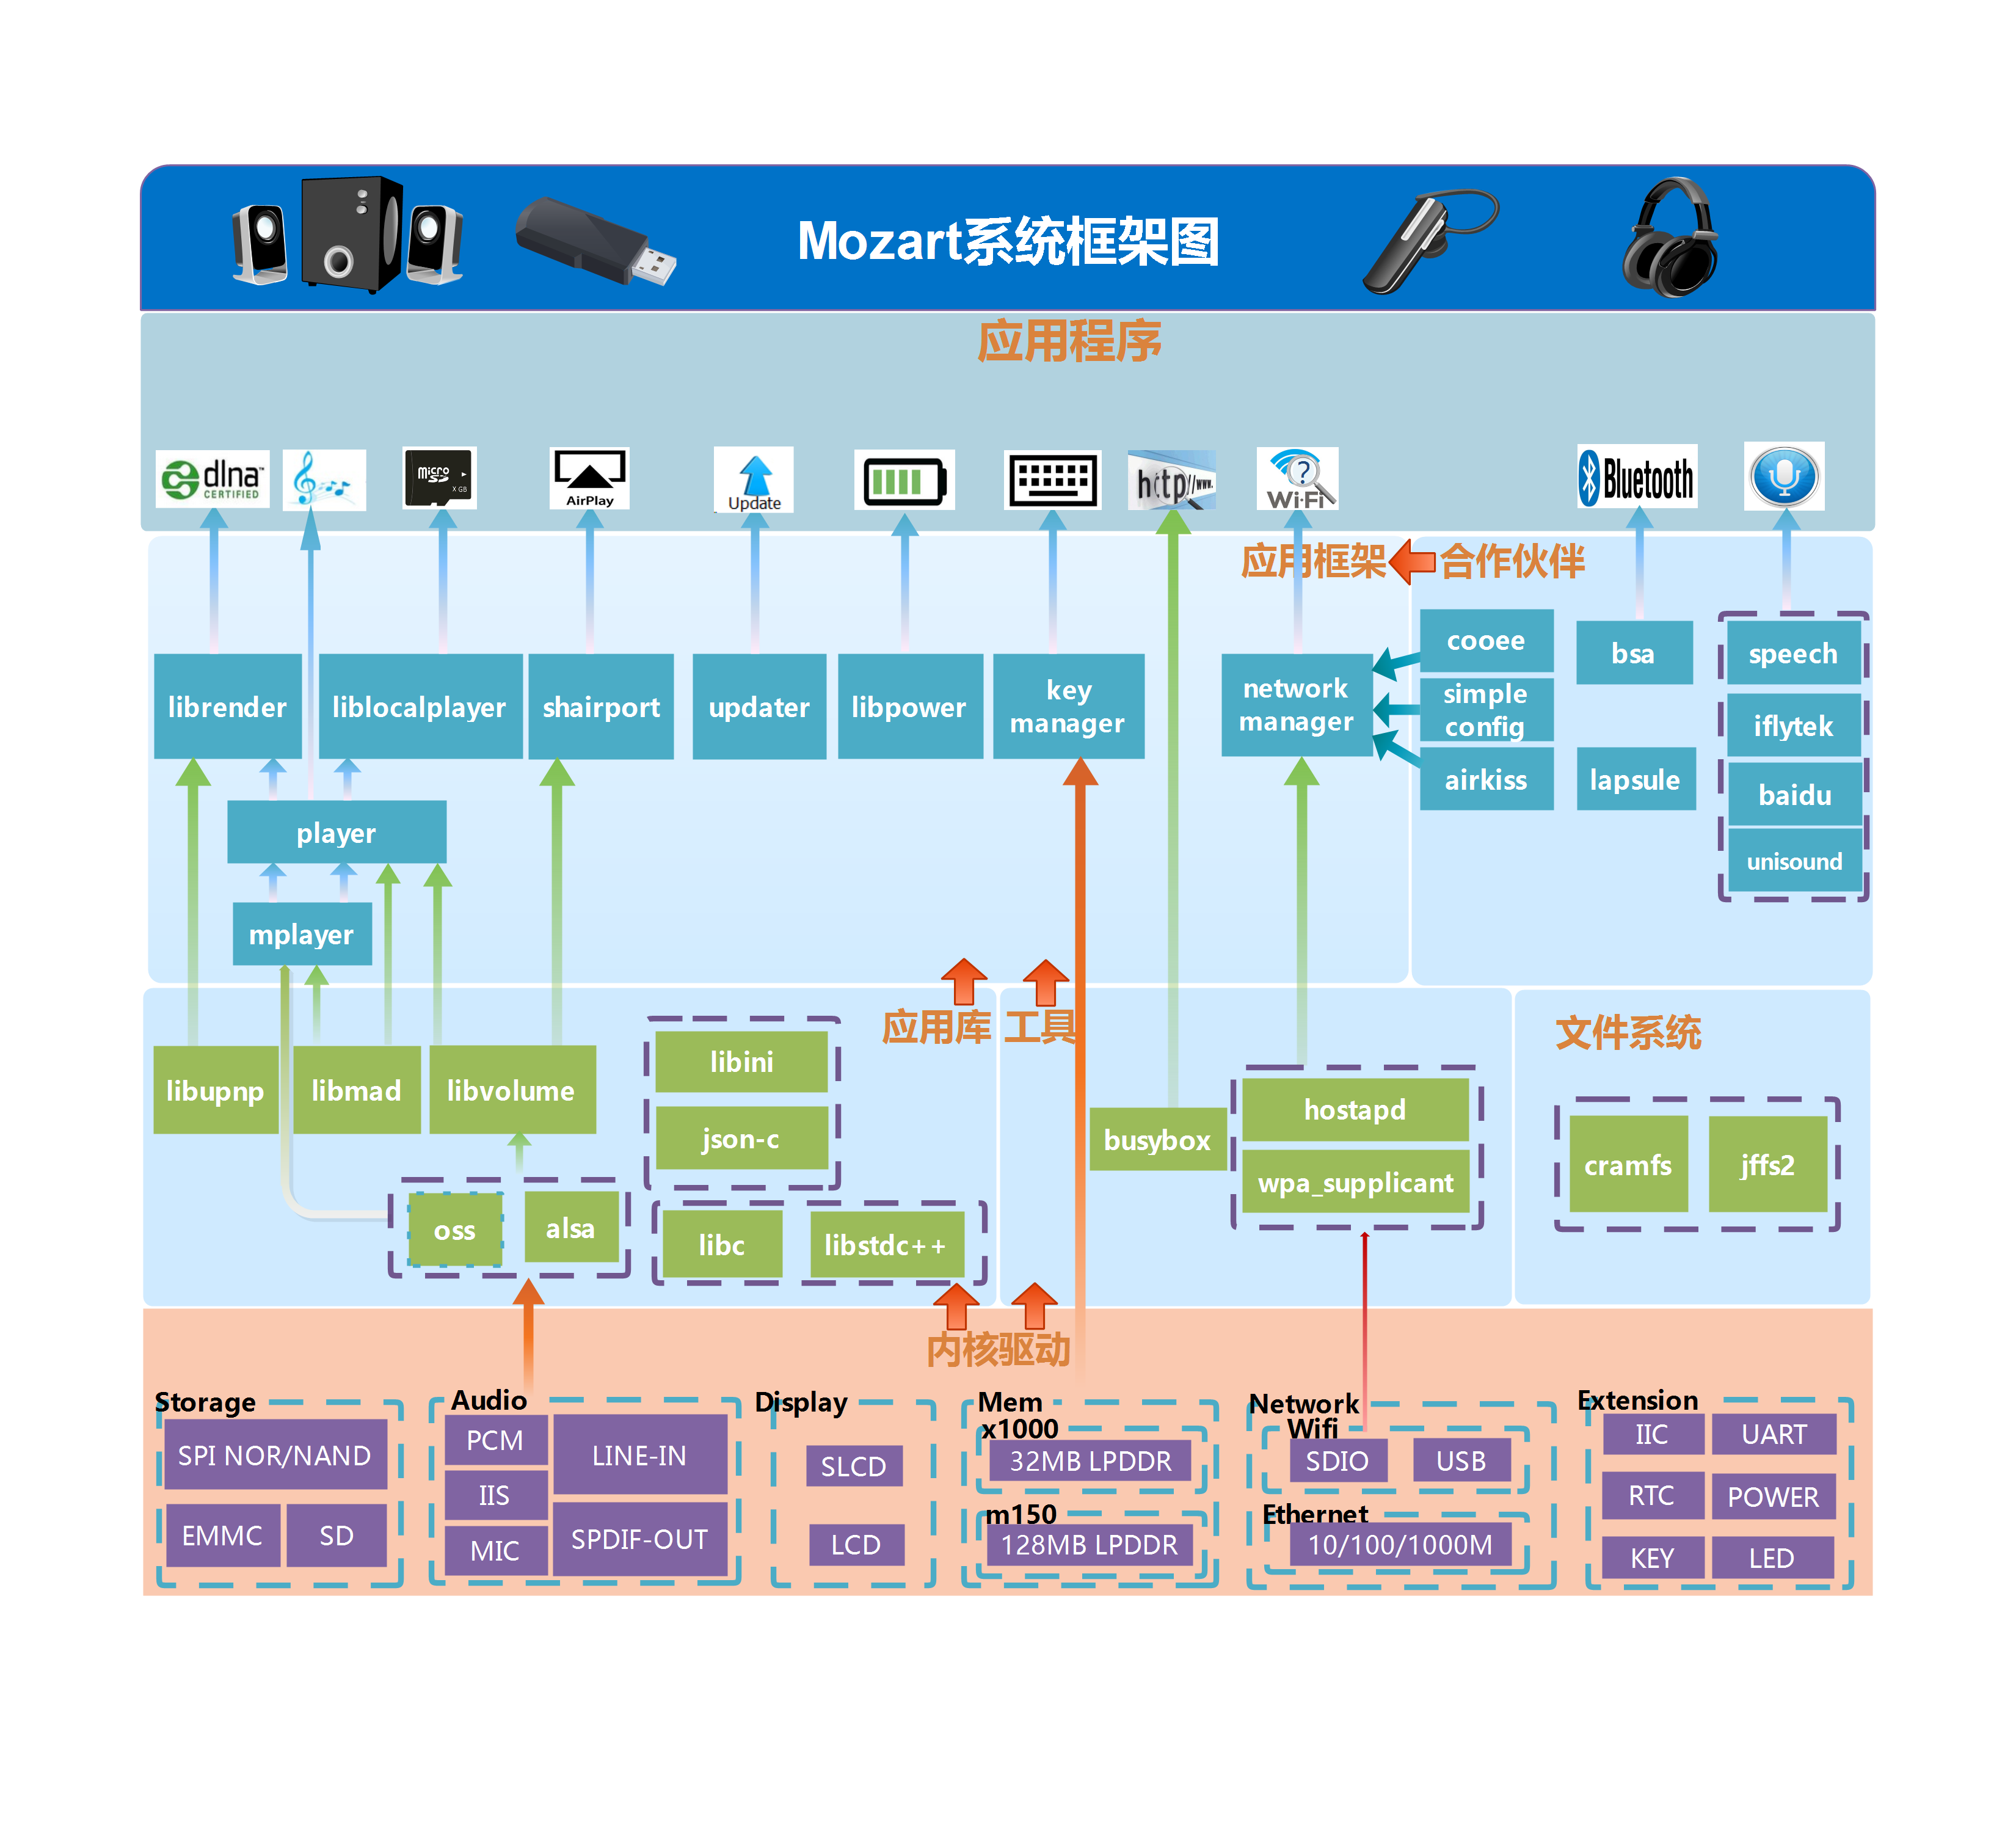 Mozart系统框架图
应用程序
dlna
CERTIFIED
micro
SD
X GB
AirPlay
Update
http://www.
?
Wi-Fi
Bluetooth
应用框架
合作伙伴
librender
liblocalplayer
shairport
updater
libpower
key
manager
network
manager
cooee
simple
config
airkiss
bsa
lapsule
speech
iflytek
baidu
unisound
player
mplayer
应用库
工具
文件系统
libupnp
libmad
libvolume
libini
json-c
busybox
hostapd
wpa_supplicant
cramfs
jffs2
oss
alsa
libc
libstdc++
内核驱动
Storage
SPI NOR/NAND
EMMC
SD
Audio
PCM
IIS
MIC
LINE-IN
SPDIF-OUT
Display
SLCD
LCD
Mem
x1000
32MB LPDDR
m150
128MB LPDDR
Network
Wifi
SDIO
USB
Ethernet
10/100/1000M
Extension
IIC
UART
RTC
POWER
KEY
LED